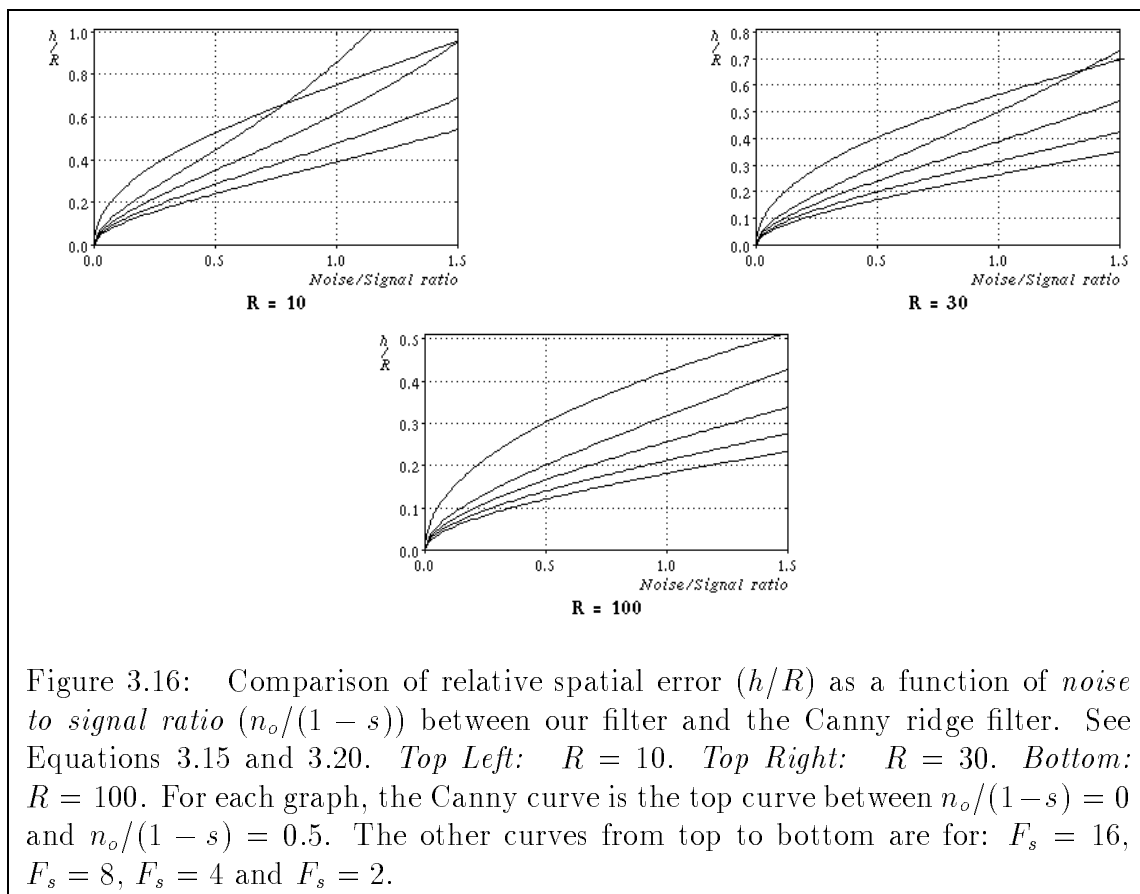 h
/
R
1.0
0.8
0.6
0.4
0.2
0.0
0.0 0.5 1.0 1.5
Noise/Signal ratio
R = 10
h
/
R
0.8
0.7
0.6
0.5
0.4
0.3
0.2
0.1
0.0
0.0 0.5 1.0 1.5
Noise/Signal ratio
R = 30
h
/
R
0.5
0.4
0.3
0.2
0.1
0.0
0.0 0.5 1.0 1.5
Noise/Signal ratio
R = 100
Figure 3.16: Comparison of relative spatial error (h/R) as a function of noise
to signal ratio (nₒ/(1 − s)) between our filter and the Canny ridge filter. See
Equations 3.15 and 3.20. Top Left: R = 10. Top Right: R = 30. Bottom:
R = 100. For each graph, the Canny curve is the top curve between nₒ/(1−s) = 0
and nₒ/(1 − s) = 0.5. The other curves from top to bottom are for: Fₛ = 16,
Fₛ = 8, Fₛ = 4 and Fₛ = 2.